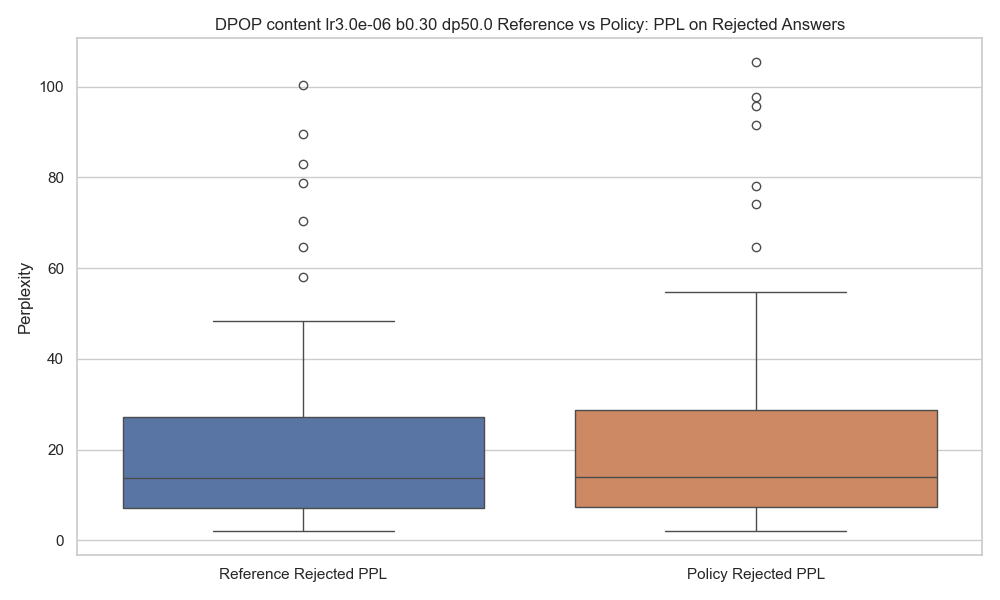 DPOP content lr3.0e-06 b0.30 dp50.0 Reference vs Policy: PPL on Rejected Answers
100
80
60
40
20
0
Perplexity
Reference Rejected PPL
Policy Rejected PPL